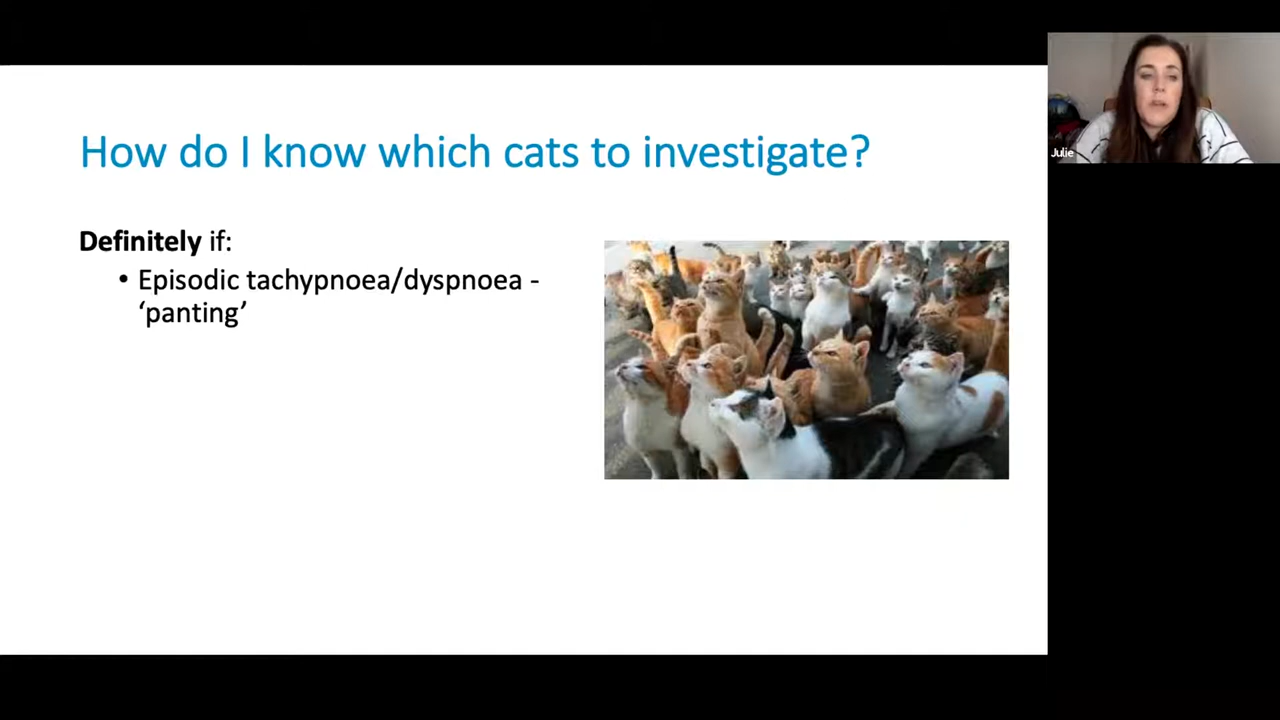 How do I know which cats to investigate?
Definitely if:
• Episodic tachypnoea/dyspnoea -
‘panting’
Julie